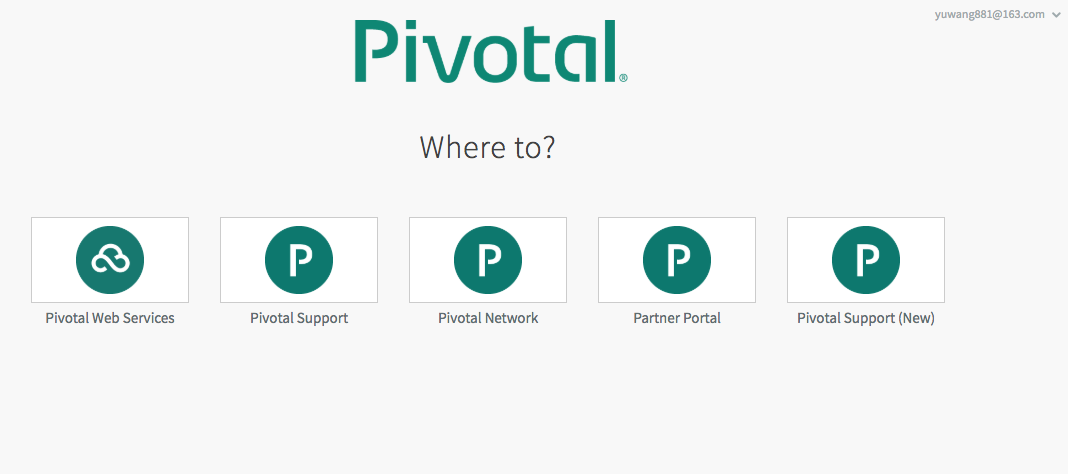 yuwang881@163.com
Pivotal®
Where to?
P
P
P
P
Pivotal Web Services
Pivotal Support
Pivotal Network
Partner Portal
Pivotal Support (New)